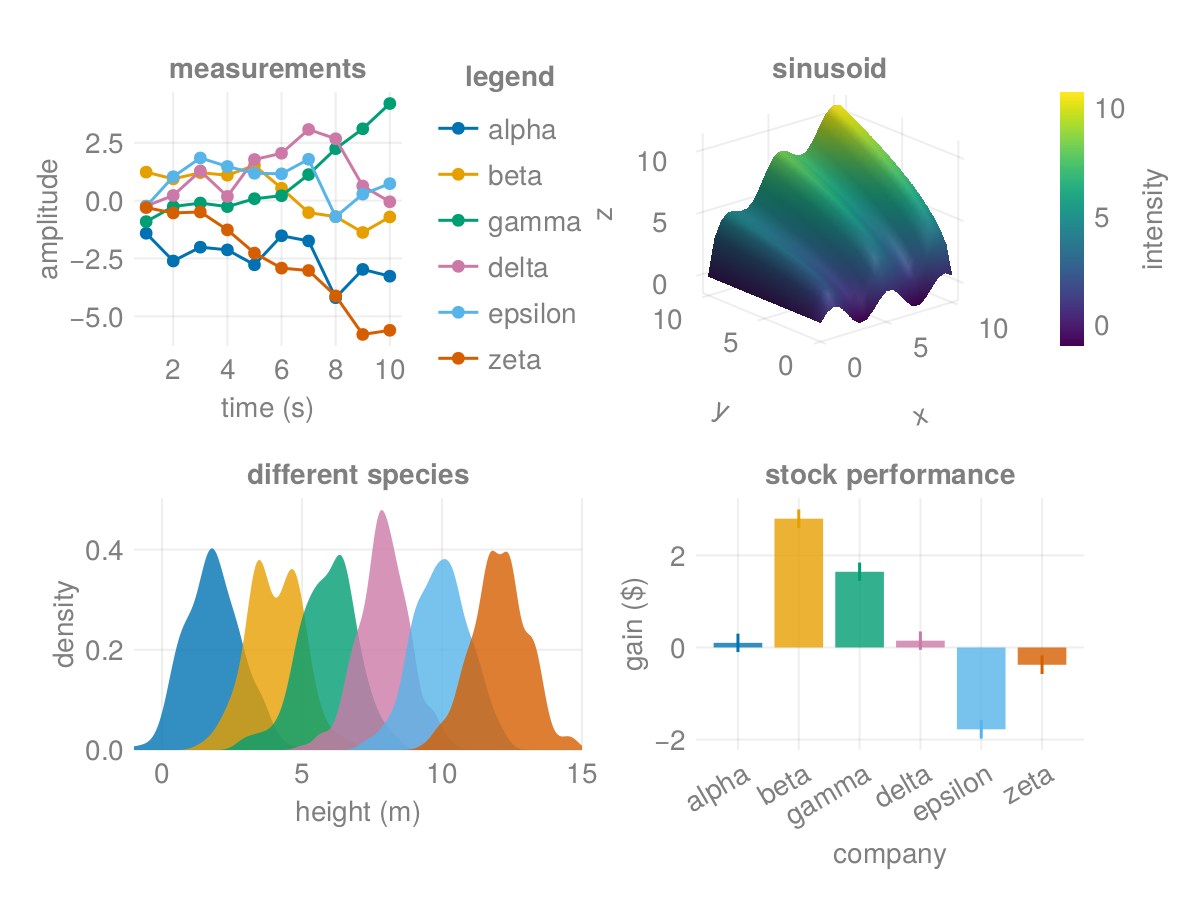 measurements
amplitude
2.5
0.0
−2.5
−5.0
2
4
6
8
10
time (s)
legend
alpha
beta
gamma
delta
epsilon
zeta
sinusoid
z
10
5
0
10
5
0
y
0
5
10
x
10
5
0
intensity
different species
density
0.4
0.2
0.0
0
5
10
15
height (m)
stock performance
gain ($)
2
0
−2
alpha
beta
gamma
delta
epsilon
zeta
company